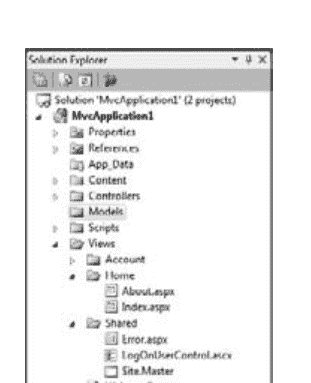 Solution Explorer
Solution 'MvcApplication1' (2 projects)
MvcApplication1
Properties
References
App_Data
Content
Controllers
Models
Scripts
Views
Account
Home
About.aspx
Index.aspx
Shared
Error.aspx
LogOnUserControl.ascx
Site.Master